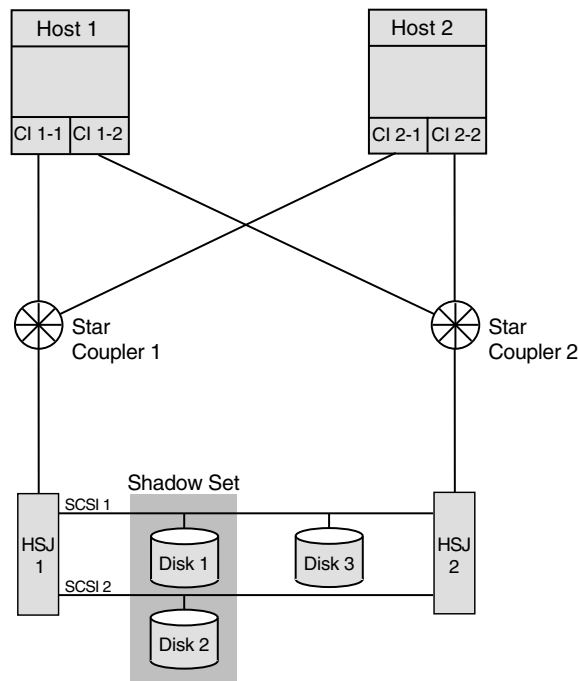 Host 1
Host 2
CI 1-1
CI 1-2
CI 2-1
CI 2-2
Star
Coupler 1
Star
Coupler 2
Shadow Set
SCSI 1
HSJ
1
HSJ
2
Disk 1
Disk 3
SCSI 2
Disk 2